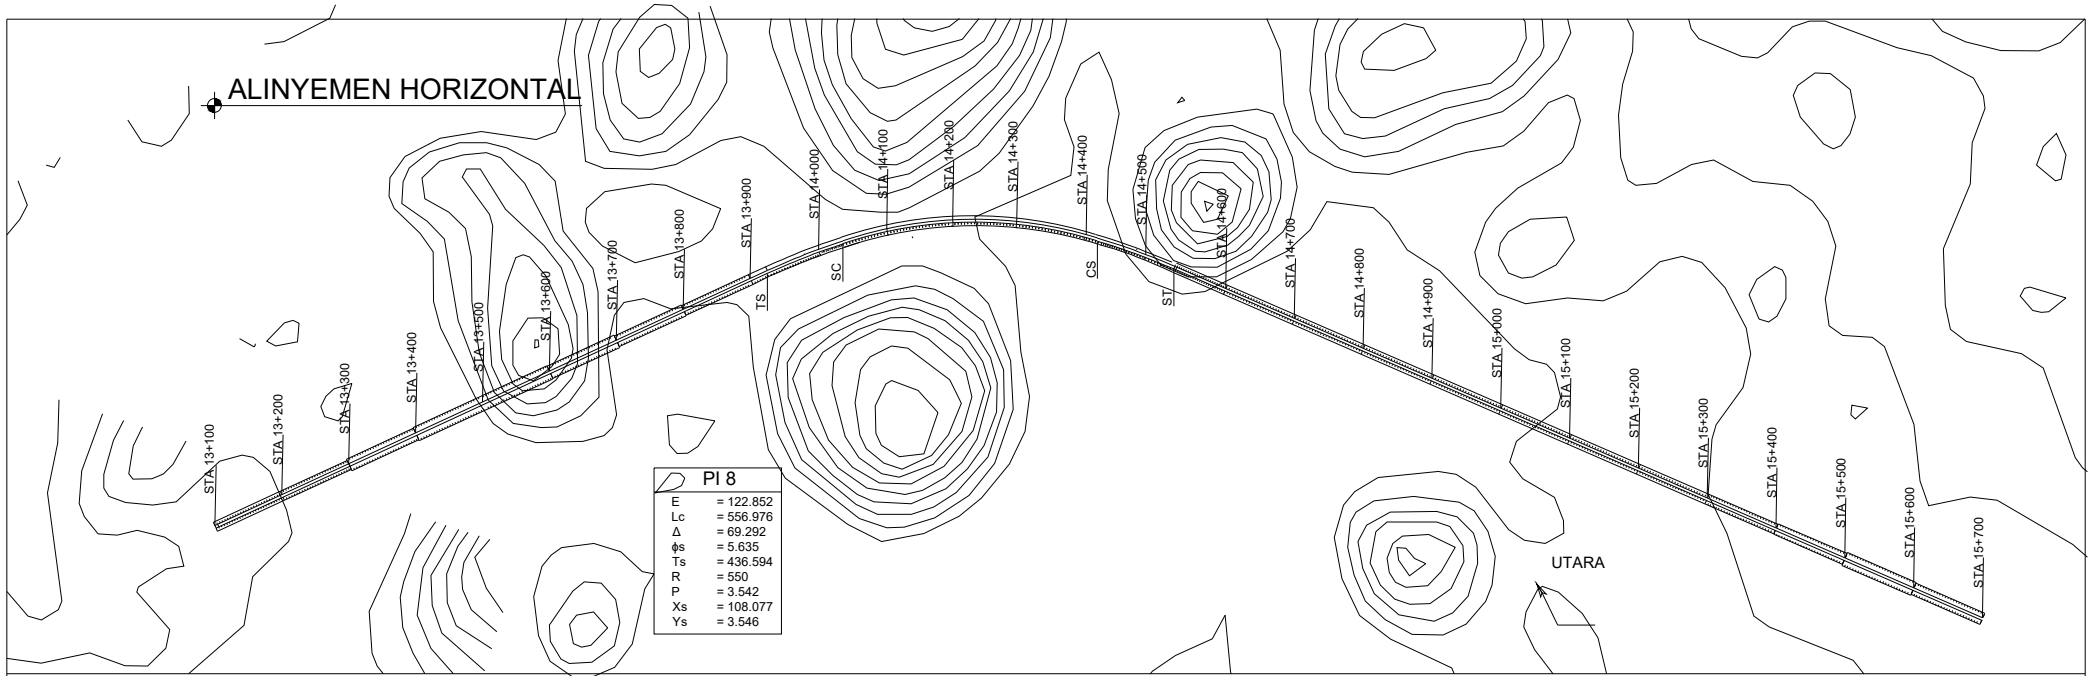 ALINYEMEN HORIZONTAL
STA 13+100
STA 13+200
STA 13+300
STA 13+400
STA 13+500
STA 13+600
STA 13+700
STA 13+800
STA 13+900
STA 14+000
STA 14+100
STA 14+200
STA 14+300
STA 14+400
STA 14+500
STA 14+600
STA 14+700
STA 14+800
STA 14+900
STA 15+000
STA 15+100
STA 15+200
STA 15+300
STA 15+400
STA 15+500
STA 15+600
STA 15+700
TS
SC
CS
ST
PI 8
E = 122.852
Lc = 556.976
Δ = 69.292
ϕs = 5.635
Ts = 436.594
R = 550
P = 3.542
Xs = 108.077
Ys = 3.546
UTARA